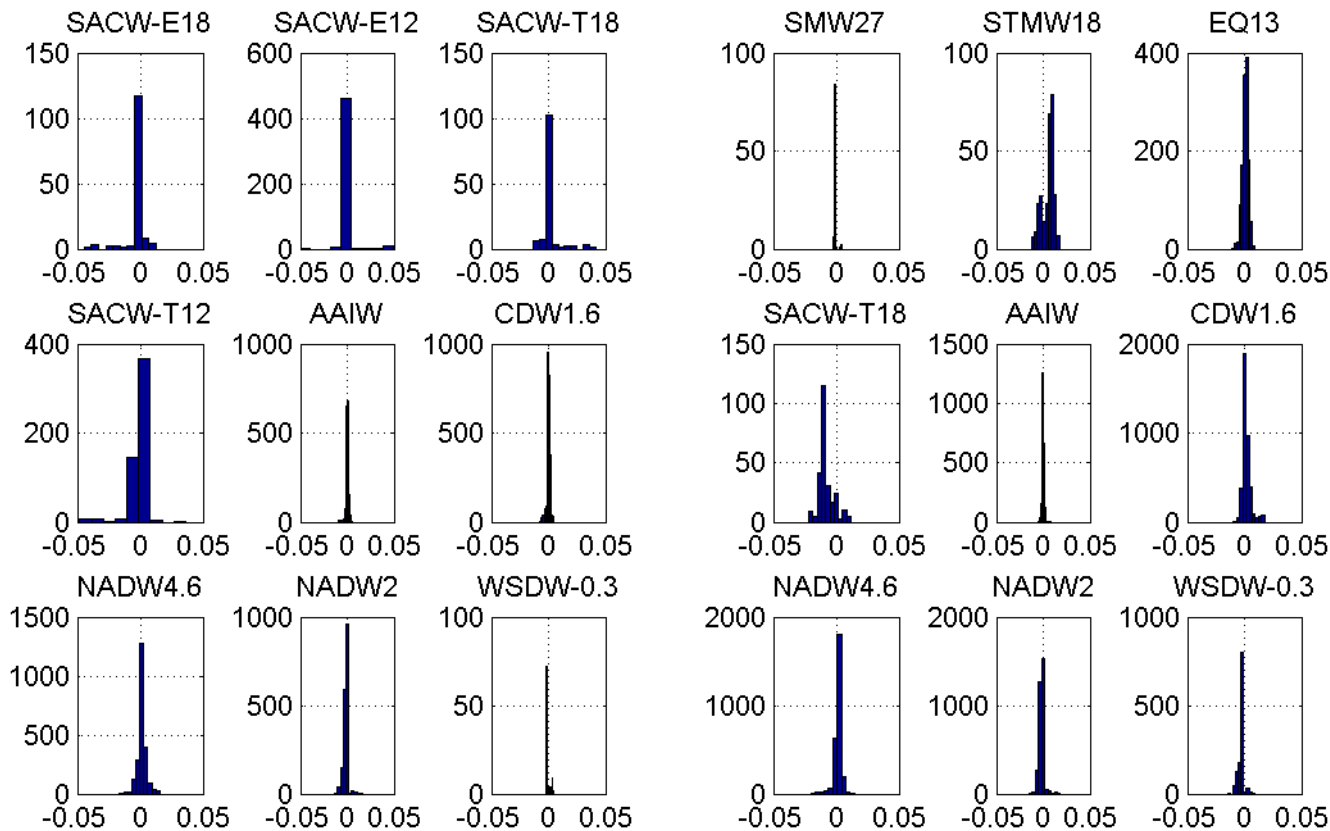 SACW-E18 SACW-E12 SACW-T18 SMW27 STMW18 EQ13
150 600 150 100 100 400
100 400 100
50 200 50 50 50 200
0 0 0 0 0 0
-0.05 0 0.05 -0.05 0 0.05 -0.05 0 0.05 -0.05 0 0.05 -0.05 0 0.05 -0.05 0 0.05
SACW-T12 AAIW CDW1.6 SACW-T18 AAIW CDW1.6
400 1000 1000 150 1500 2000
100 1000
200 500 500 1000
50 500
0 0 0 0 0 0
-0.05 0 0.05 -0.05 0 0.05 -0.05 0 0.05 -0.05 0 0.05 -0.05 0 0.05 -0.05 0 0.05
NADW4.6 NADW2 WSDW-0.3 NADW4.6 NADW2 WSDW-0.3
1500 1000 100 2000 2000 1000
1000
500 50 1000 1000 500
500
0 0 0 0 0 0
-0.05 0 0.05 -0.05 0 0.05 -0.05 0 0.05 -0.05 0 0.05 -0.05 0 0.05 -0.05 0 0.05